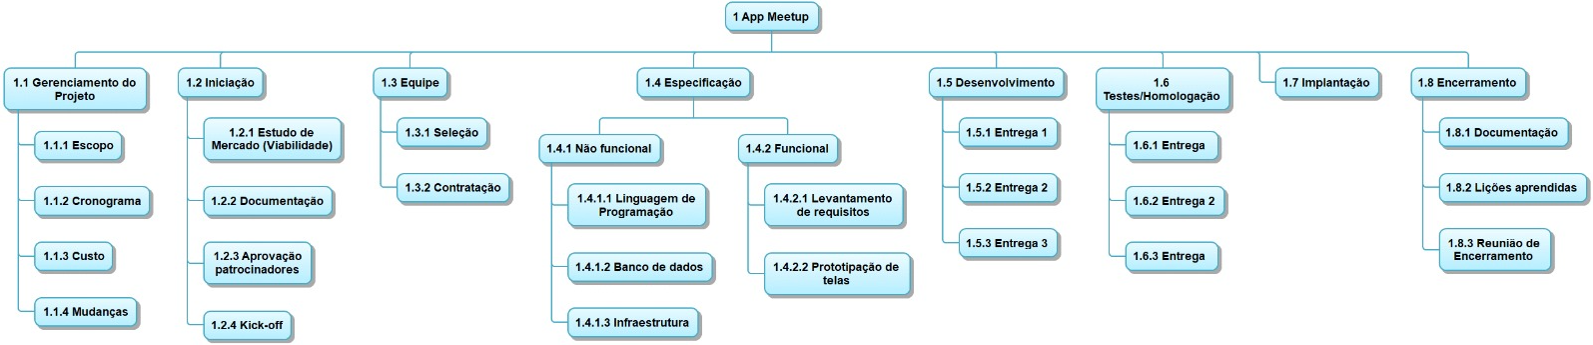 1 App Meetup
1.1 Gerenciamento do
Projeto
1.1.1 Escopo
1.1.2 Cronograma
1.1.3 Custo
1.1.4 Mudanças
1.2 Iniciação
1.2.1 Estudo de
Mercado (Viabilidade)
1.2.2 Documentação
1.2.3 Aprovação
patrocinadores
1.2.4 Kick-off
1.3 Equipe
1.3.1 Seleção
1.3.2 Contratação
1.4 Especificação
1.4.1 Não funcional
1.4.1.1 Linguagem de
Programação
1.4.1.2 Banco de dados
1.4.1.3 Infraestrutura
1.4.2 Funcional
1.4.2.1 Levantamento
de requisitos
1.4.2.2 Prototipação de
telas
1.5 Desenvolvimento
1.5.1 Entrega 1
1.5.2 Entrega 2
1.5.3 Entrega 3
1.6
Testes/Homologação
1.6.1 Entrega
1.6.2 Entrega 2
1.6.3 Entrega
1.7 Implantação
1.8 Encerramento
1.8.1 Documentação
1.8.2 Lições aprendidas
1.8.3 Reunião de
Encerramento